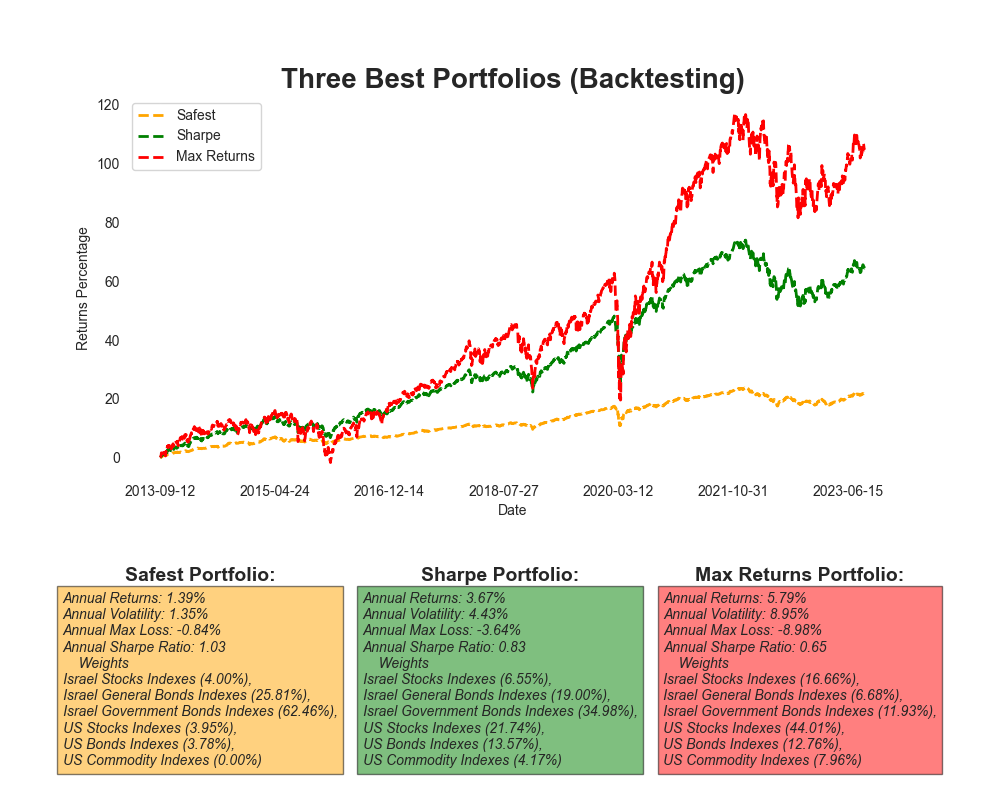 Three Best Portfolios (Backtesting)
Safest
Sharpe
Max Returns
Returns Percentage
120
100
80
60
40
20
0
2013-09-12 2015-04-24 2016-12-14 2018-07-27 2020-03-12 2021-10-31 2023-06-15
Date
Safest Portfolio:
Annual Returns: 1.39%
Annual Volatility: 1.35%
Annual Max Loss: -0.84%
Annual Sharpe Ratio: 1.03
Weights
Israel Stocks Indexes (4.00%),
Israel General Bonds Indexes (25.81%),
Israel Government Bonds Indexes (62.46%),
US Stocks Indexes (3.95%),
US Bonds Indexes (3.78%),
US Commodity Indexes (0.00%)
Sharpe Portfolio:
Annual Returns: 3.67%
Annual Volatility: 4.43%
Annual Max Loss: -3.64%
Annual Sharpe Ratio: 0.83
Weights
Israel Stocks Indexes (6.55%),
Israel General Bonds Indexes (19.00%),
Israel Government Bonds Indexes (34.98%),
US Stocks Indexes (21.74%),
US Bonds Indexes (13.57%),
US Commodity Indexes (4.17%)
Max Returns Portfolio:
Annual Returns: 5.79%
Annual Volatility: 8.95%
Annual Max Loss: -8.98%
Annual Sharpe Ratio: 0.65
Weights
Israel Stocks Indexes (16.66%),
Israel General Bonds Indexes (6.68%),
Israel Government Bonds Indexes (11.93%),
US Stocks Indexes (44.01%),
US Bonds Indexes (12.76%),
US Commodity Indexes (7.96%)